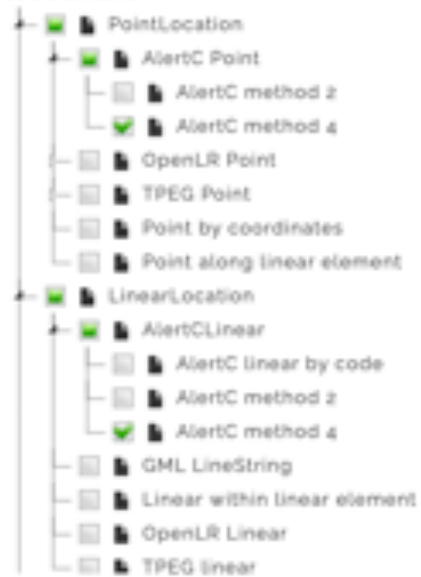 PointLocation
AlertC Point
AlertC method 2
AlertC method 4
OpenLR Point
TPEG Point
Point by coordinates
Point along linear element
LinearLocation
AlertCLinear
AlertC linear by code
AlertC method 2
AlertC method 4
GML LineString
Linear within linear element
OpenLR Linear
TPEG linear